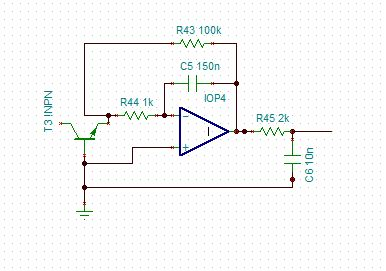 R43 100k
C5 150n
T3 !NPN
R44 1k
IOP4
R45 2k
C6 10n